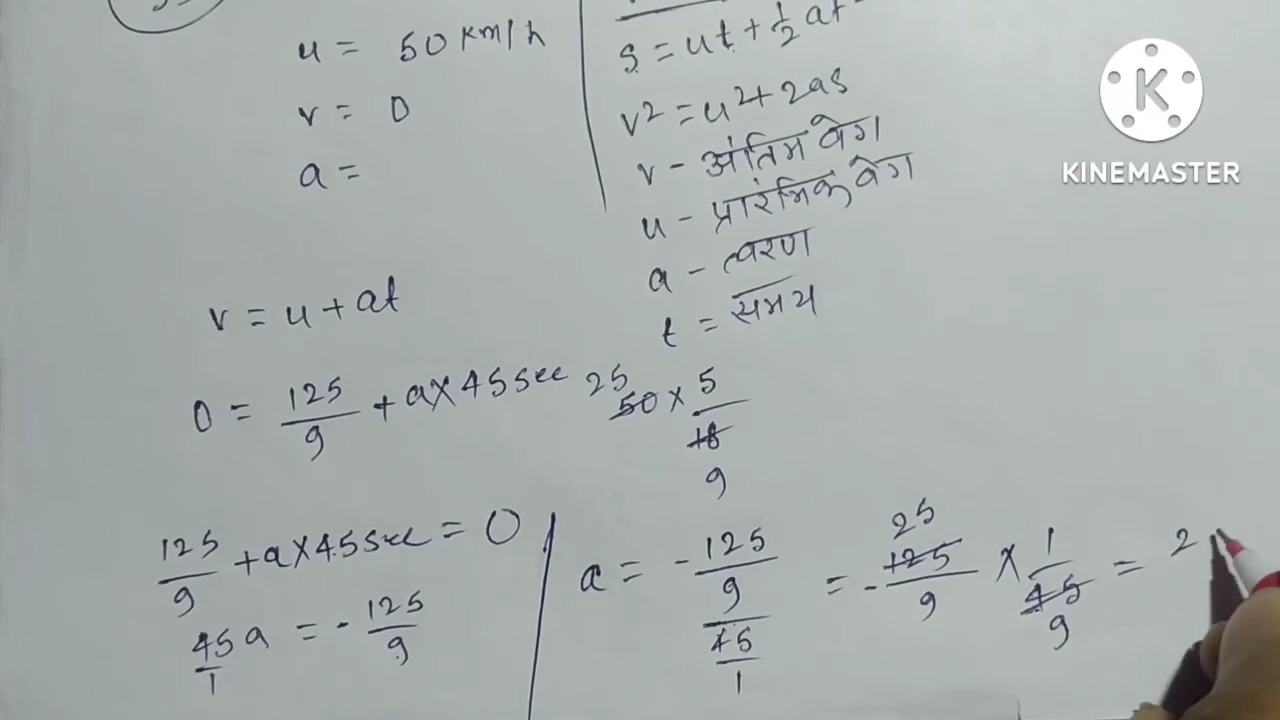 u = 50 km/h
v = 0
a =
s = ut + 1/2 at
v² = u² + 2as
v - अंतिम वेग
u - प्रारंभिक वेग
a - त्वरण
t = समय
K
KINEMASTER
v = u + at
0 = 125/9 + a x 45 sec
25
50 x 5/18
9
125/9 + a x 45 sec = 0
45a/1 = - 125/9
a = - 125/9 / 45/1 = - 125/9 x 1/45 = 2
25
9